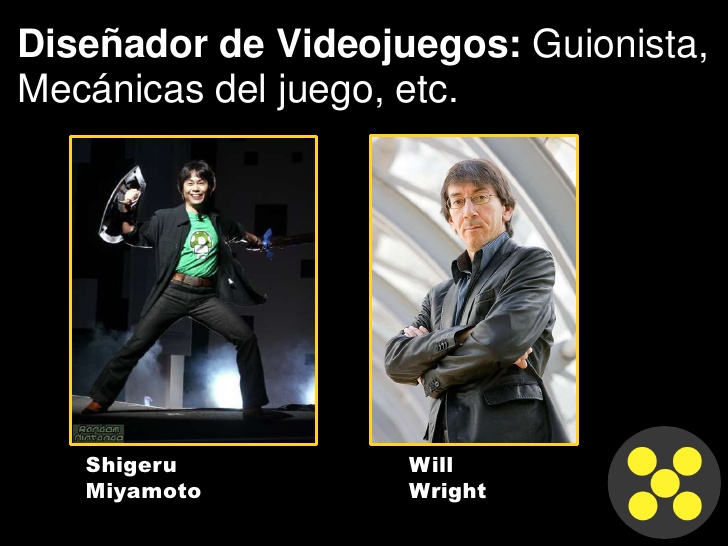 Diseñador de Videojuegos: Guionista,
Mecánicas del juego, etc.
Shigeru
Miyamoto
Will
Wright